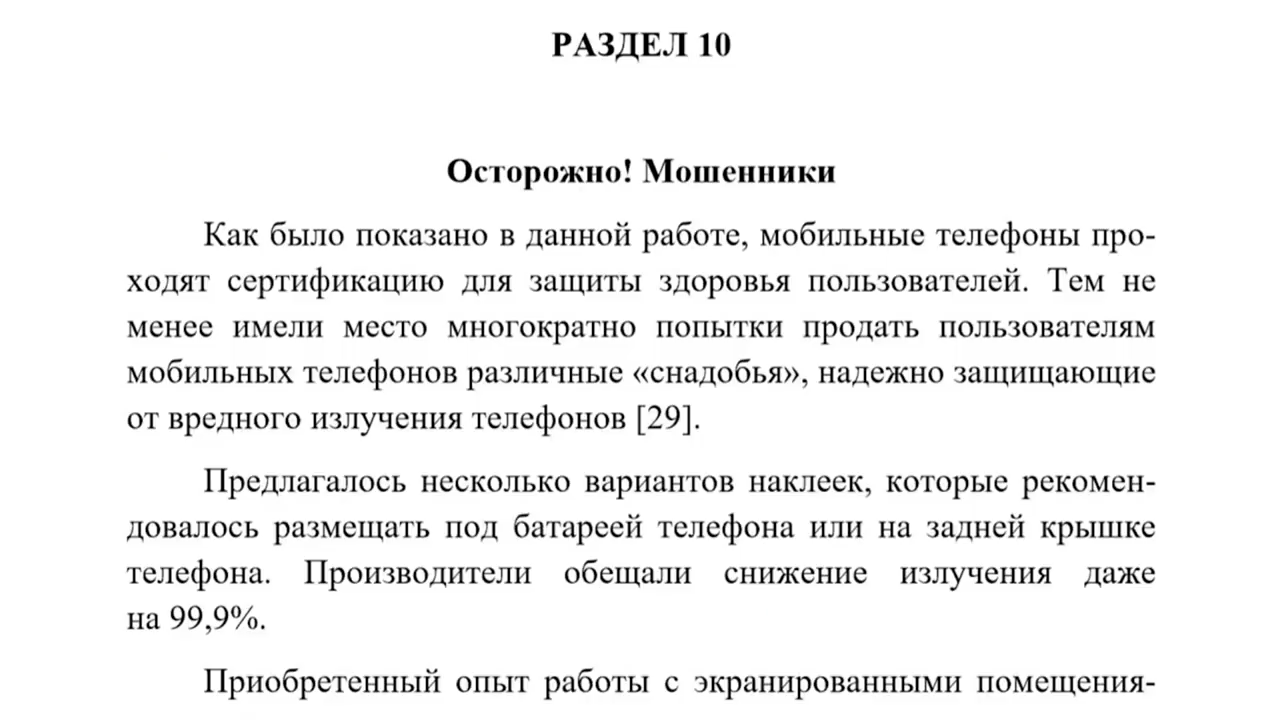 РАЗДЕЛ 10
Осторожно! Мошенники
Как было показано в данной работе, мобильные телефоны про-
ходят сертификацию для защиты здоровья пользователей. Тем не
менее имели место многократно попытки продать пользователям
мобильных телефонов различные «снадобья», надежно защищающие
от вредного излучения телефонов [29].
Предлагалось несколько вариантов наклеек, которые рекомен-
довалось размещать под батареей телефона или на задней крышке
телефона. Производители обещали снижение излучения даже
на 99,9%.
Приобретенный опыт работы с экранированными помещения-